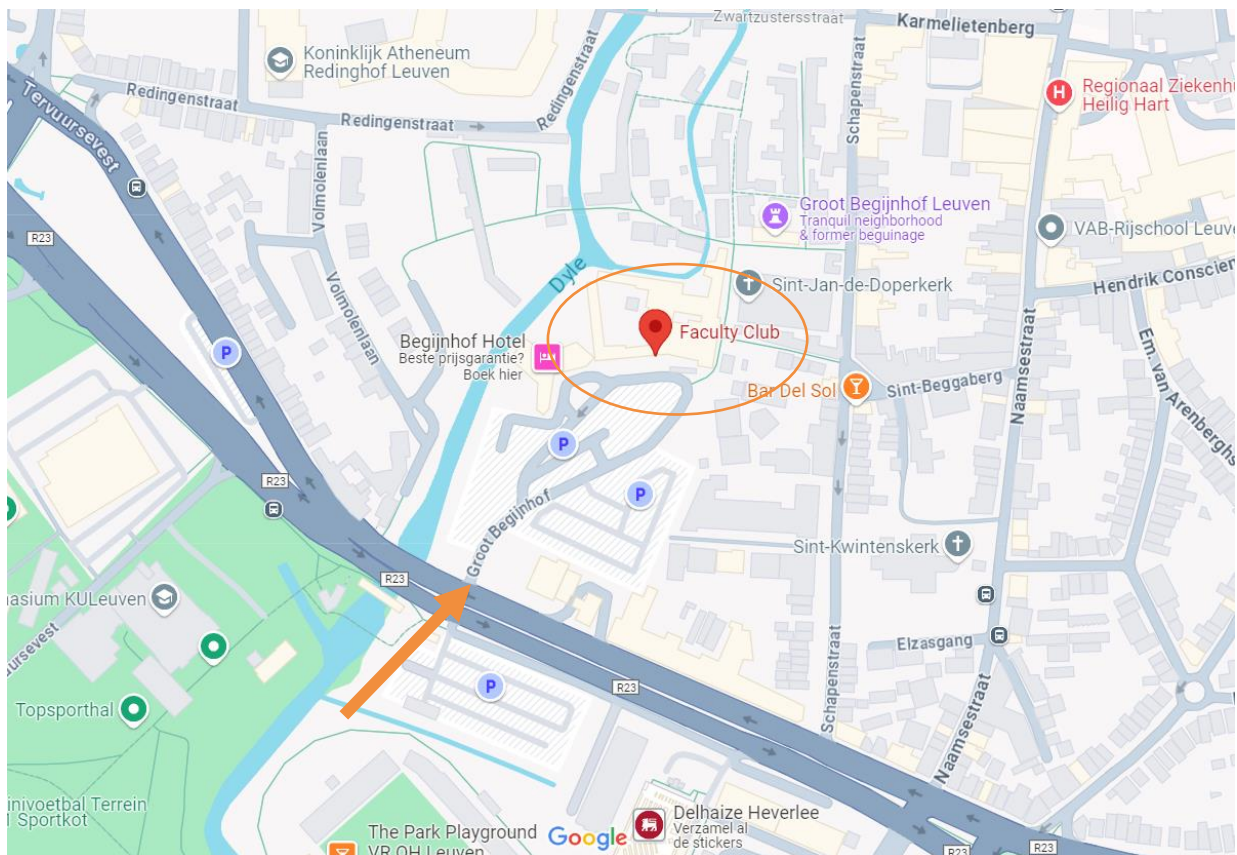 Zwartzustersstraat
Karmelietenberg
Koninklijk Atheneum
Redinghof Leuven
Redingenstraat
Redingenstraat
Redingenstraat
Schapenstraat
Regionaal Ziekenhu
Heilig Hart
Tervuursevest
Volmolenlaan
Groot Begijnhof Leuven
Tranquil neighborhood
& former beguinage
VAB-Rijschool Leuve
R23
Dyle
Volmolenlaan
Sint-Jan-de-Doperkerk
Hendrik Conscien
Naamsestraat
Em. van Arenberghs
Begijnhof Hotel
Beste prijsgarantie?
Boek hier
Faculty Club
P
Bar Del Sol
Sint-Beggaberg
P
P
R23
Groot Begijnhof
Sint-Kwintenskerk
R23
nasium KULeuven
uursevest
Elzasgang
Schapenstraat
P
R23
Topsporthal
Naamsestraat
inivoetbal Terrein
1 Sportkot
The Park Playground
VR OH Leuven
Google
Delhaize Heverlee
Verzamel al
de stickers
R23
R23
H